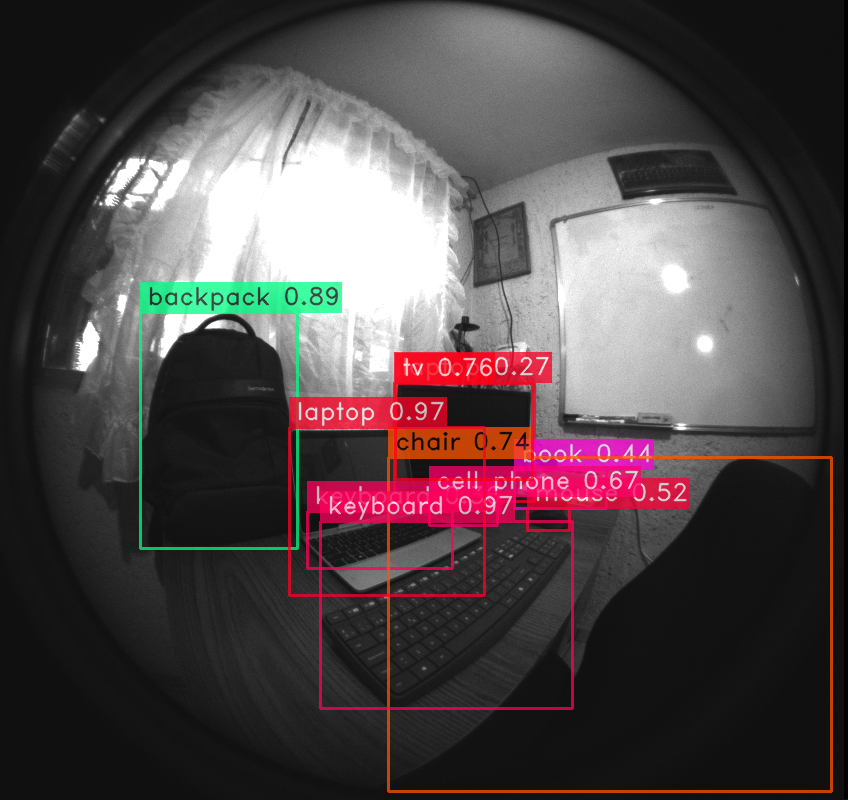 backpack 0.89
tv 0.760.27
laptop 0.97
chair 0.74
book 0.44
cell phone 0.67
mouse 0.52
keyboard
keyboard 0.97